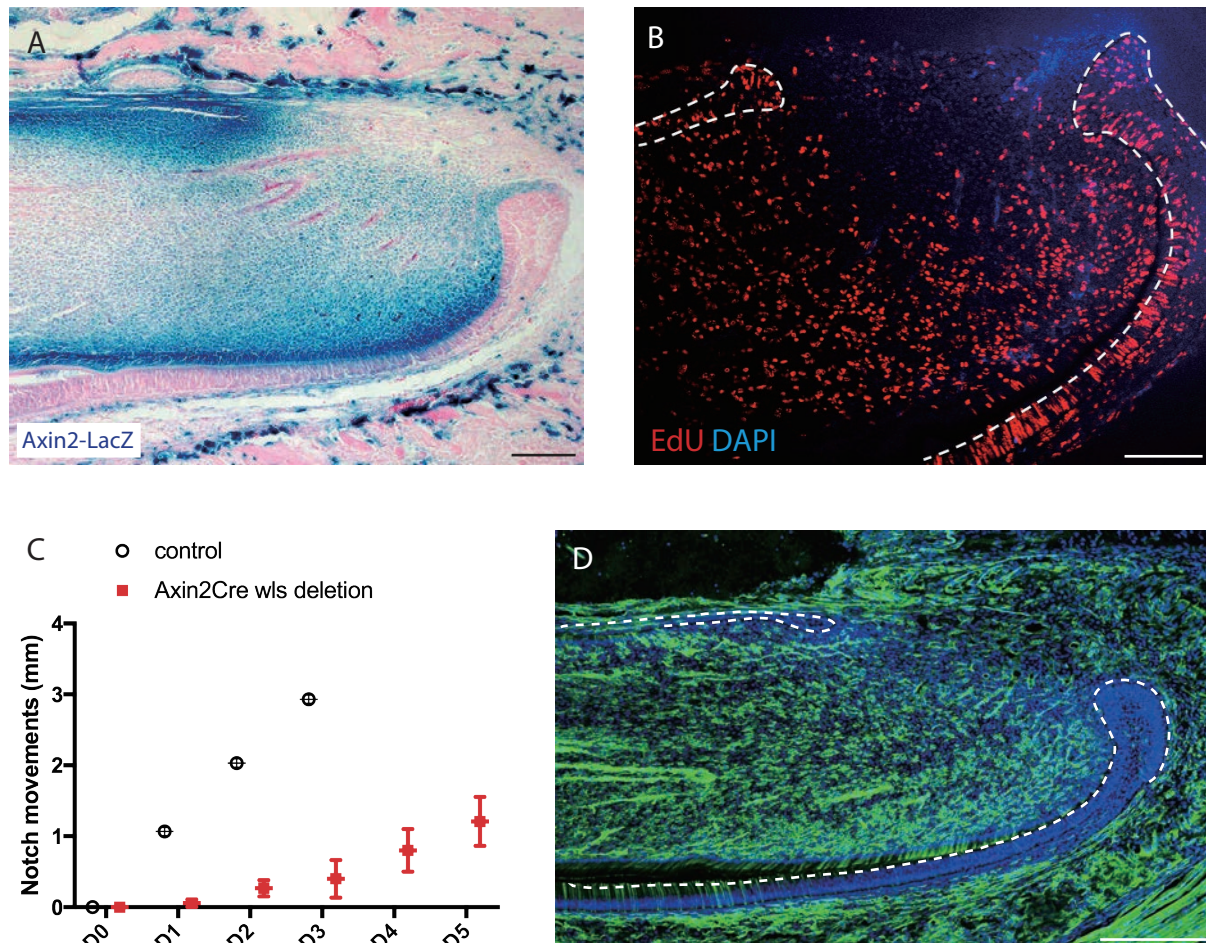 A
Axin2-LacZ
B
EdU DAPI
C
control
Axin2Cre wls deletion
Notch movements (mm)
4
3
2
1
0
D0 D1 D2 D3 D4 D5
D